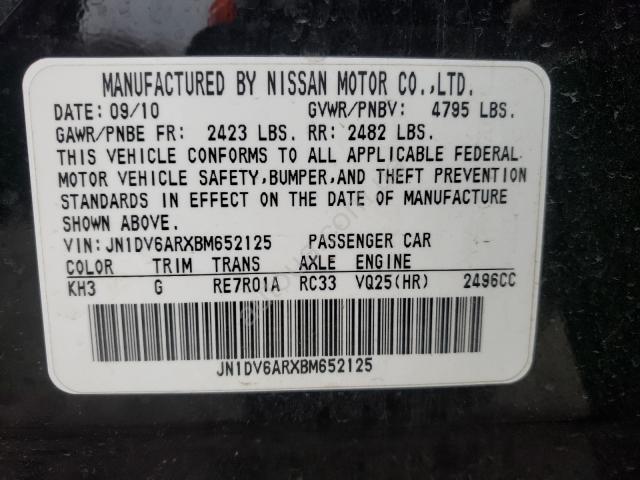 MANUFACTURED BY NISSAN MOTOR CO.,LTD.
DATE: 09/10 GVWR/PNBV: 4795 LBS.
GAWR/PNBE FR: 2423 LBS. RR: 2482 LBS.
THIS VEHICLE CONFORMS TO ALL APPLICABLE FEDERAL
MOTOR VEHICLE SAFETY,BUMPER,AND THEFT PREVENTION
STANDARDS IN EFFECT ON THE DATE OF MANUFACTURE
SHOWN ABOVE.
VIN:JN1DV6ARXBM652125 PASSENGER CAR
COLOR TRIM TRANS AXLE ENGINE
KH3 G RE7R01A RC33 VQ25(HR) 2496CC
JN1DV6ARXBM652125